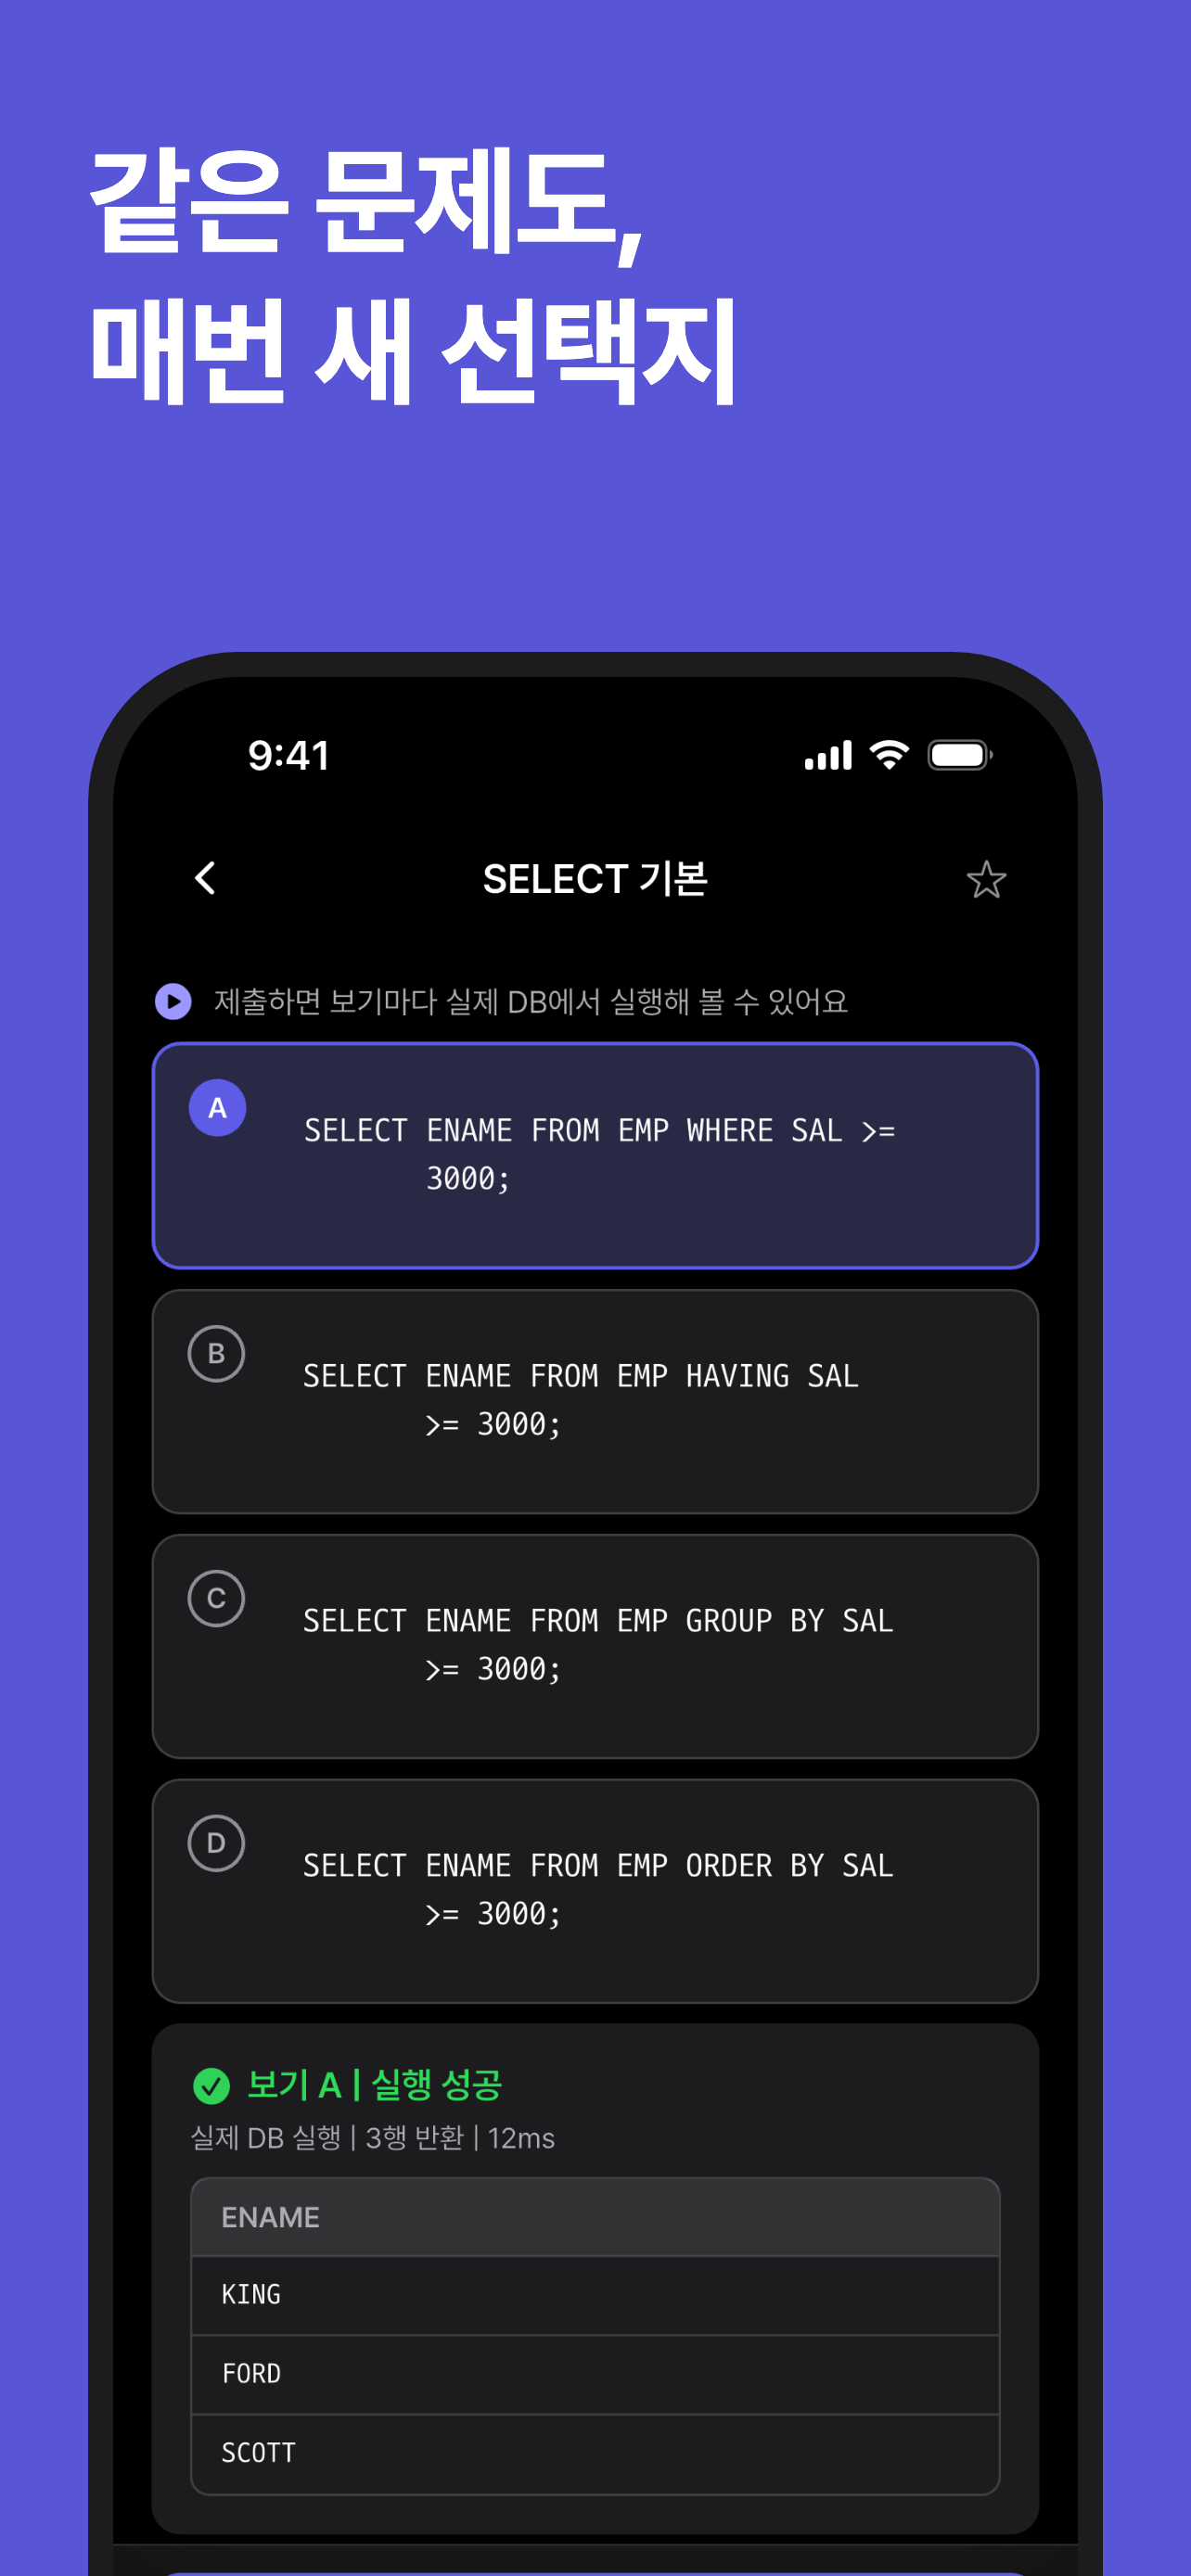 같은 문제도,
매번 새 선택지
9:41
SELECT 기본
제출하면 보기마다 실제 DB에서 실행해 볼 수 있어요
A
SELECT ENAME FROM EMP WHERE SAL >=
3000;
B
SELECT ENAME FROM EMP HAVING SAL
>= 3000;
C
SELECT ENAME FROM EMP GROUP BY SAL
>= 3000;
D
SELECT ENAME FROM EMP ORDER BY SAL
>= 3000;
보기 A | 실행 성공
실제 DB 실행 | 3행 반환 | 12ms
ENAME
KING
FORD
SCOTT